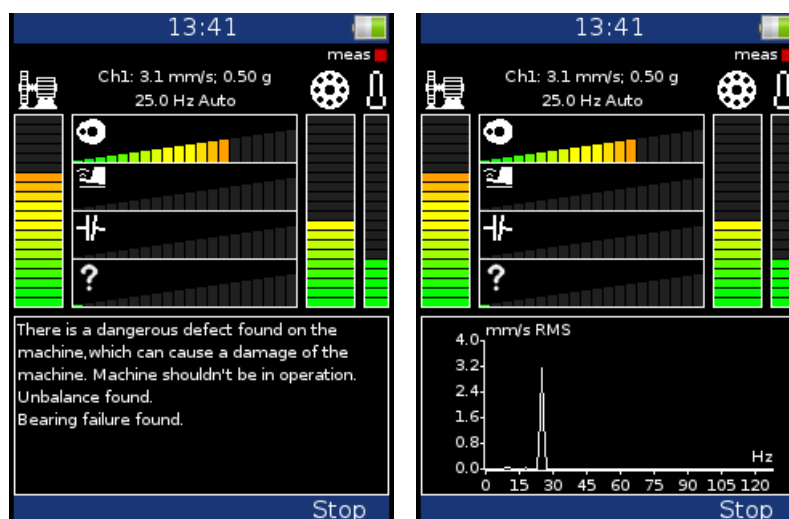 13:41
meas
Ch1: 3.1 mm/s; 0.50 g
25.0 Hz Auto
?
There is a dangerous defect found on the
machine,which can cause a damage of the
machine. Machine shouldn't be in operation.
Unbalance found.
Bearing failure found.
Stop
13:41
meas
Ch1: 3.1 mm/s; 0.50 g
25.0 Hz Auto
?
mm/s RMS
4.0
3.2
2.4
1.6
0.8
0.0
Hz
0 15 30 45 60 75 90 105 120
Stop